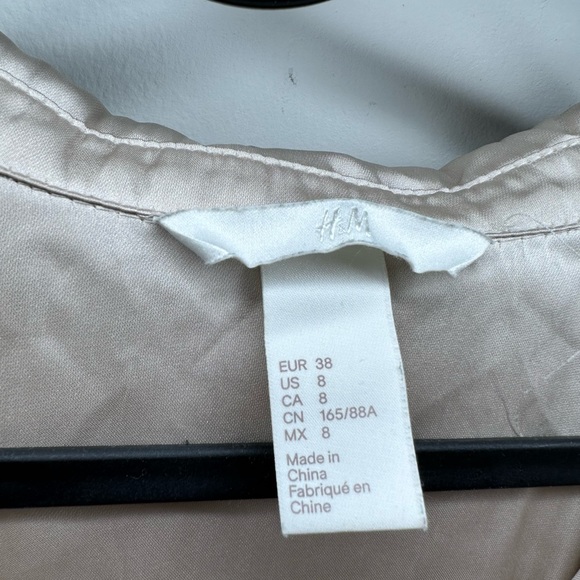 H&M
EUR 38
US 8
CA 8
CN 165/88A
MX 8
Made in
China
Fabriqué en
Chine